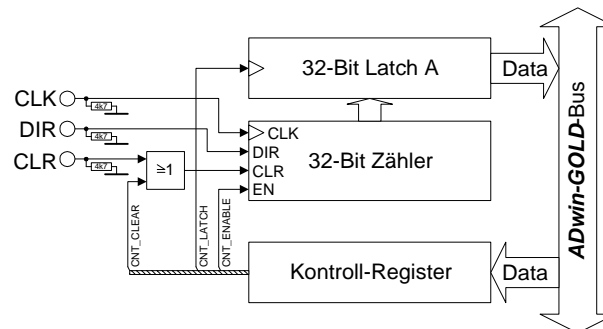 32-Bit Latch A
Data
CLK
4k7
DIR
4k7
CLR
4k7
≥1
CLK
DIR
CLR
EN
32-Bit Zähler
CNT_CLEAR
CNT_LATCH
CNT_ENABLE
Kontroll-Register
Data
ADwin-GOLD-Bus